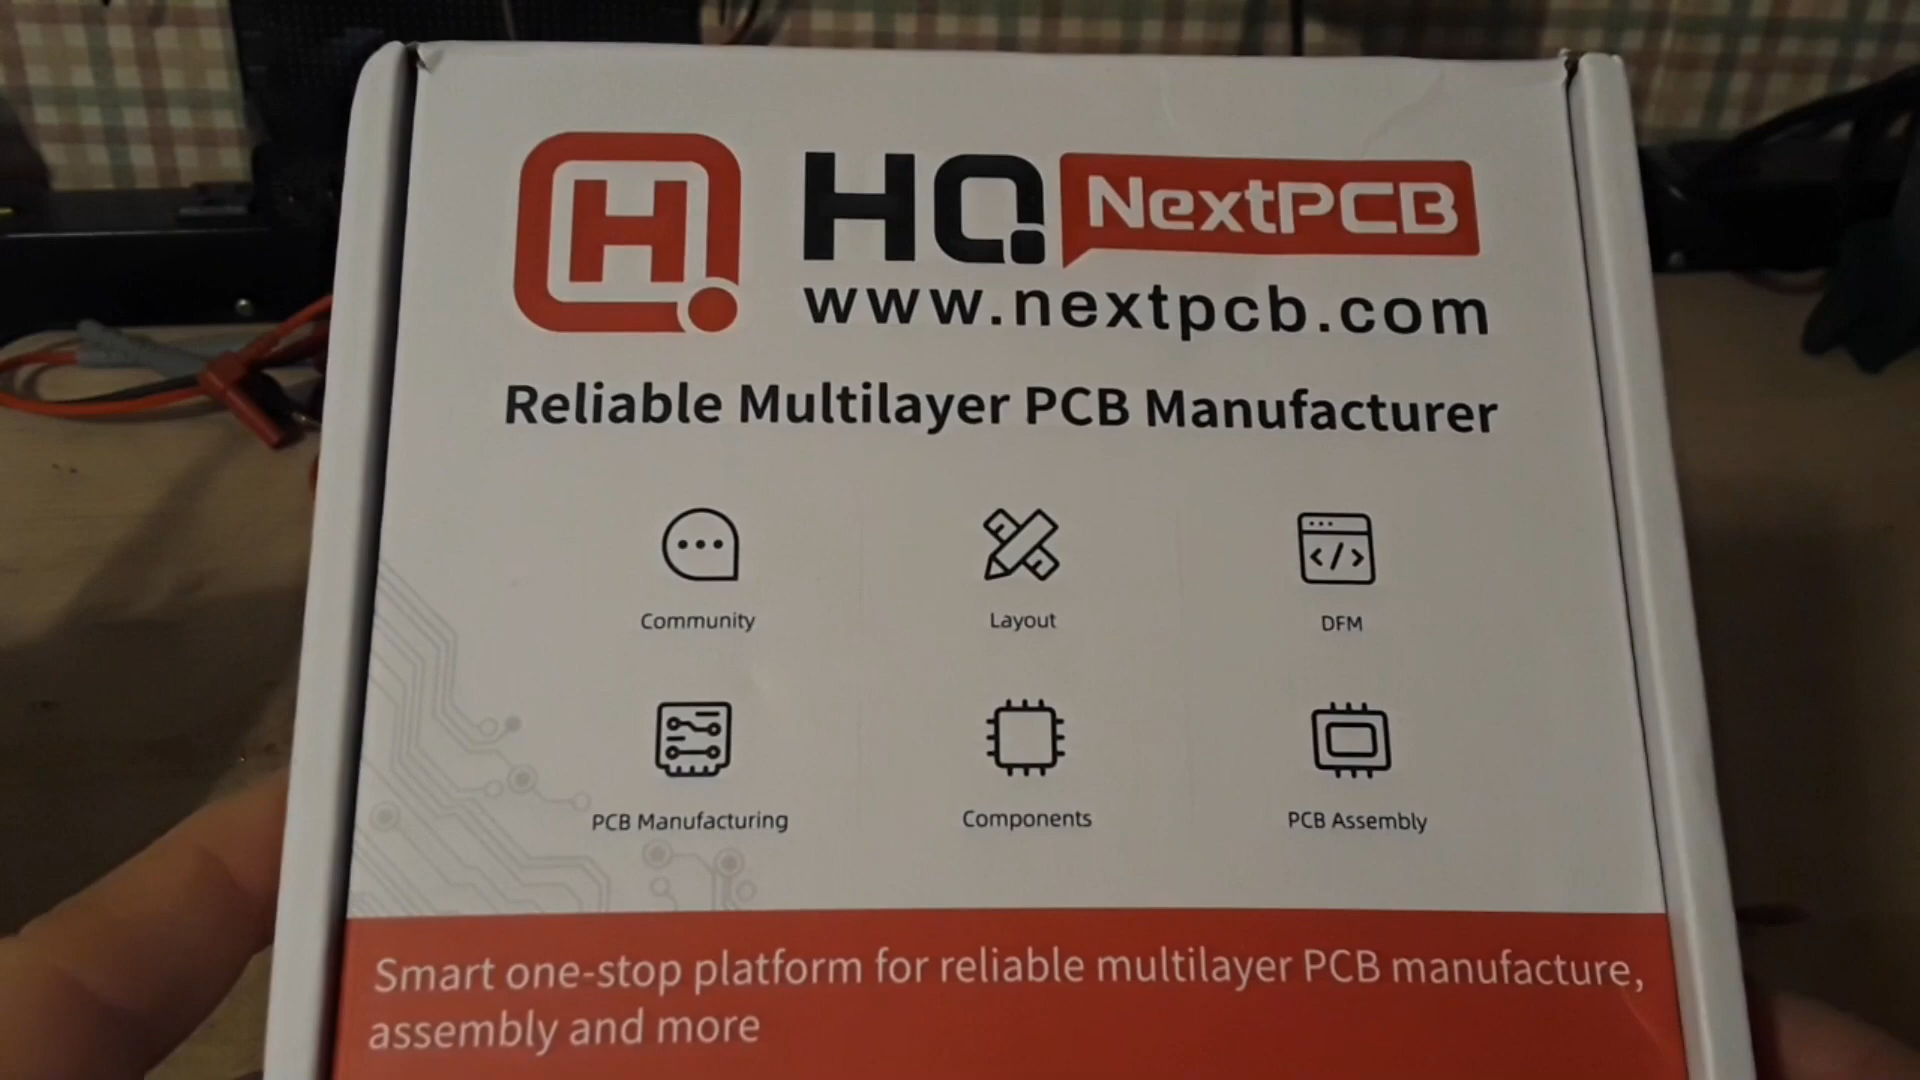 H
HQ NextPCB
www.nextpcb.com
Reliable Multilayer PCB Manufacturer
Community Layout DFM
</>
PCB Manufacturing Components PCB Assembly
Smart one-stop platform for reliable multilayer PCB manufacture,
assembly and more